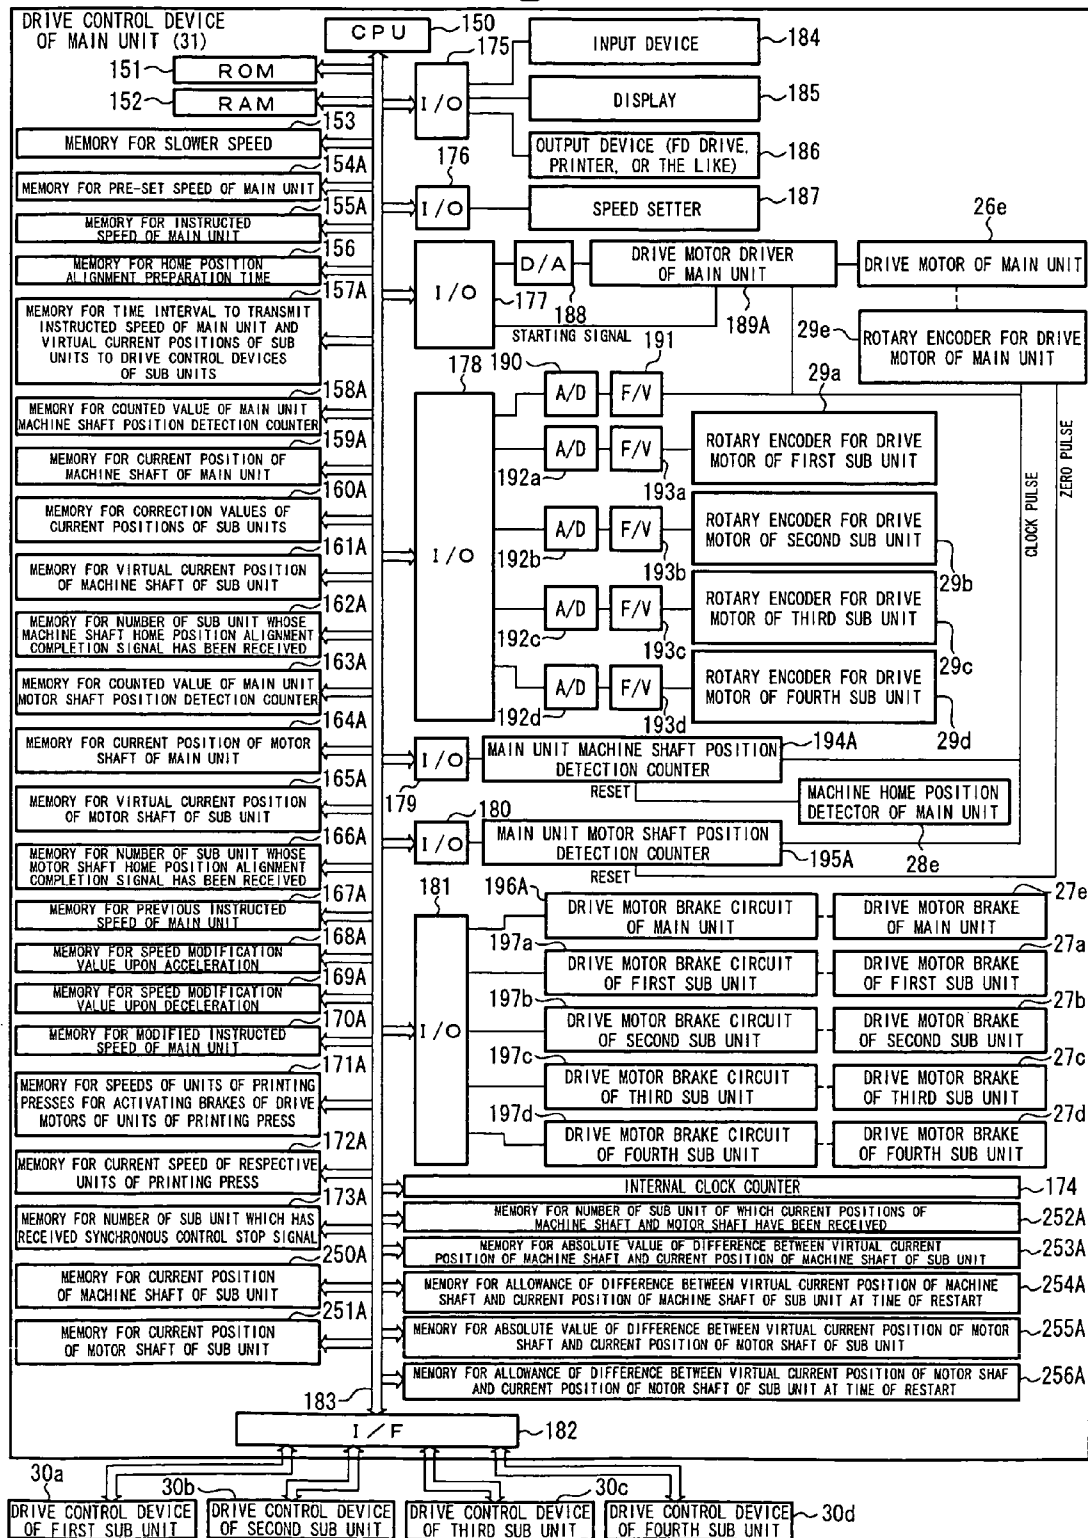 DRIVE CONTROL DEVICE
OF MAIN UNIT (31)
CPU
150
151
ROM
152
RAM
153
MEMORY FOR SLOWER SPEED
154A
MEMORY FOR PRE-SET SPEED OF MAIN UNIT
155A
MEMORY FOR INSTRUCTED
SPEED OF MAIN UNIT
156
MEMORY FOR HOME POSITION
ALIGNMENT PREPARATION TIME
157A
MEMORY FOR TIME INTERVAL TO TRANSMIT
INSTRUCTED SPEED OF MAIN UNIT AND
VIRTUAL CURRENT POSITIONS OF SUB
UNITS TO DRIVE CONTROL DEVICES
OF SUB UNITS
158A
MEMORY FOR COUNTED VALUE OF MAIN UNIT
MACHINE SHAFT POSITION DETECTION COUNTER
159A
MEMORY FOR CURRENT POSITION OF
MACHINE SHAFT OF MAIN UNIT
160A
MEMORY FOR CORRECTION VALUES OF
CURRENT POSITIONS OF SUB UNITS
161A
MEMORY FOR VIRTUAL CURRENT POSITION
OF MACHINE SHAFT OF SUB UNIT
162A
MEMORY FOR NUMBER OF SUB UNIT WHOSE
MACHINE SHAFT HOME POSITION ALIGNMENT
COMPLETION SIGNAL HAS BEEN RECEIVED
163A
MEMORY FOR COUNTED VALUE OF MAIN UNIT
MOTOR SHAFT POSITION DETECTION COUNTER
164A
MEMORY FOR CURRENT POSITION OF MOTOR
SHAFT OF MAIN UNIT
165A
MEMORY FOR VIRTUAL CURRENT POSITION
OF MOTOR SHAFT OF SUB UNIT
166A
MEMORY FOR NUMBER OF SUB UNIT WHOSE
MOTOR SHAFT HOME POSITION ALIGNMENT
COMPLETION SIGNAL HAS BEEN RECEIVED
167A
MEMORY FOR PREVIOUS INSTRUCTED
SPEED OF MAIN UNIT
168A
MEMORY FOR SPEED MODIFICATION
VALUE UPON ACCELERATION
169A
MEMORY FOR SPEED MODIFICATION
VALUE UPON DECELERATION
170A
MEMORY FOR MODIFIED INSTRUCTED
SPEED OF MAIN UNIT
171A
MEMORY FOR SPEEDS OF UNITS OF PRINTING
PRESSES FOR ACTIVATING BRAKES OF DRIVE
MOTORS OF UNITS OF PRINTING PRESS
172A
MEMORY FOR CURRENT SPEED OF RESPECTIVE
UNITS OF PRINTING PRESS
173A
MEMORY FOR NUMBER OF SUB UNIT WHICH HAS
RECEIVED SYNCHRONOUS CONTROL STOP SIGNAL
250A
MEMORY FOR CURRENT POSITION
OF MACHINE SHAFT OF SUB UNIT
251A
MEMORY FOR CURRENT POSITION
OF MOTOR SHAFT OF SUB UNIT
175
I/O
INPUT DEVICE
184
DISPLAY
185
OUTPUT DEVICE (FD DRIVE,
PRINTER, OR THE LIKE)
186
176
I/O
SPEED SETTER
187
I/O
177
D/A
188
DRIVE MOTOR DRIVER
OF MAIN UNIT
189A
STARTING SIGNAL
26e
DRIVE MOTOR OF MAIN UNIT
29e
ROTARY ENCODER FOR DRIVE
MOTOR OF MAIN UNIT
178
I/O
190
A/D
191
F/V
29a
192a
A/D
193a
F/V
ROTARY ENCODER FOR DRIVE
MOTOR OF FIRST SUB UNIT
192b
A/D
193b
F/V
ROTARY ENCODER FOR DRIVE
MOTOR OF SECOND SUB UNIT
29b
192c
A/D
193c
F/V
ROTARY ENCODER FOR DRIVE
MOTOR OF THIRD SUB UNIT
29c
192d
A/D
193d
F/V
ROTARY ENCODER FOR DRIVE
MOTOR OF FOURTH SUB UNIT
29d
CLOCK PULSE
ZERO PULSE
I/O
179
MAIN UNIT MACHINE SHAFT POSITION
DETECTION COUNTER
194A
RESET
MACHINE HOME POSITION
DETECTOR OF MAIN UNIT
28e
180
I/O
MAIN UNIT MOTOR SHAFT POSITION
DETECTION COUNTER
195A
RESET
181
I/O
196A
DRIVE MOTOR BRAKE CIRCUIT
OF MAIN UNIT
27e
DRIVE MOTOR BRAKE
OF MAIN UNIT
197a
DRIVE MOTOR BRAKE CIRCUIT
OF FIRST SUB UNIT
27a
DRIVE MOTOR BRAKE
OF FIRST SUB UNIT
197b
DRIVE MOTOR BRAKE CIRCUIT
OF SECOND SUB UNIT
27b
DRIVE MOTOR BRAKE
OF SECOND SUB UNIT
197c
DRIVE MOTOR BRAKE CIRCUIT
OF THIRD SUB UNIT
27c
DRIVE MOTOR BRAKE
OF THIRD SUB UNIT
197d
DRIVE MOTOR BRAKE CIRCUIT
OF FOURTH SUB UNIT
27d
DRIVE MOTOR BRAKE
OF FOURTH SUB UNIT
INTERNAL CLOCK COUNTER
174
MEMORY FOR NUMBER OF SUB UNIT OF WHICH CURRENT POSITIONS OF
MACHINE SHAFT AND MOTOR SHAFT HAVE BEEN RECEIVED
252A
MEMORY FOR ABSOLUTE VALUE OF DIFFERENCE BETWEEN VIRTUAL CURRENT
POSITION OF MACHINE SHAFT AND CURRENT POSITION OF MACHINE SHAFT OF SUB UNIT
253A
MEMORY FOR ALLOWANCE OF DIFFERENCE BETWEEN VIRTUAL CURRENT POSITION OF MACHINE
SHAFT AND CURRENT POSITION OF MACHINE SHAFT OF SUB UNIT AT TIME OF RESTART
254A
MEMORY FOR ABSOLUTE VALUE OF DIFFERENCE BETWEEN VIRTUAL CURRENT POSITION OF MOTOR
SHAFT AND CURRENT POSITION OF MOTOR SHAFT OF SUB UNIT
255A
MEMORY FOR ALLOWANCE OF DIFFERENCE BETWEEN VIRTUAL CURRENT POSITION OF MOTOR SHAF
AND CURRENT POSITION OF MOTOR SHAFT OF SUB UNIT AT TIME OF RESTART
256A
183
I/F
182
30a
DRIVE CONTROL DEVICE
OF FIRST SUB UNIT
30b
DRIVE CONTROL DEVICE
OF SECOND SUB UNIT
30c
DRIVE CONTROL DEVICE
OF THIRD SUB UNIT
DRIVE CONTROL DEVICE
OF FOURTH SUB UNIT
30d